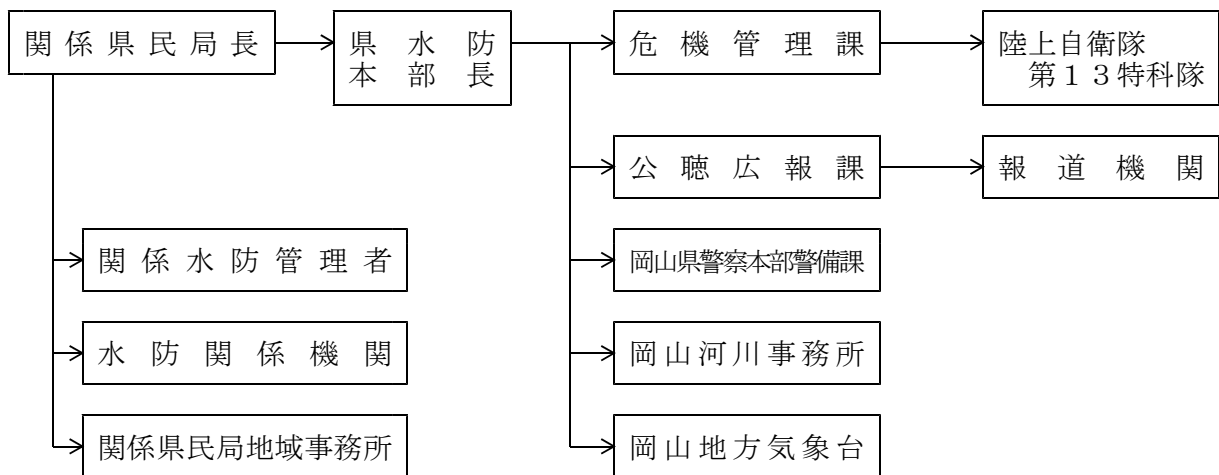 関係県民局長
県水防
本部長
危機管理課
陸上自衛隊
第１３特科隊
公聴広報課
報道機関
関係水防管理者
岡山県警察本部警備課
水防関係機関
岡山河川事務所
関係県民局地域事務所
岡山地方気象台